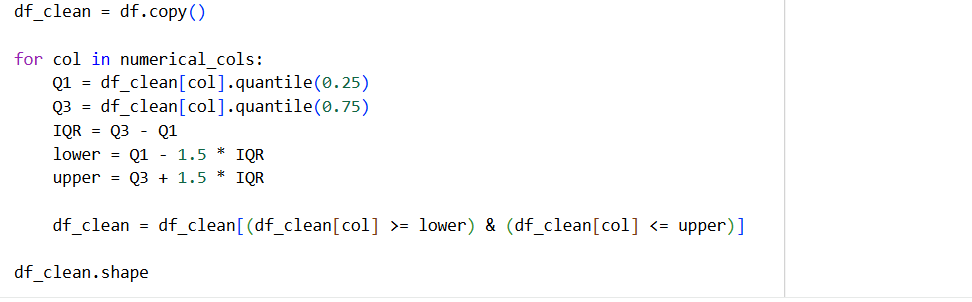 df_clean = df.copy()
for col in numerical_cols:
    Q1 = df_clean[col].quantile(0.25)
    Q3 = df_clean[col].quantile(0.75)
    IQR = Q3 - Q1
    lower = Q1 - 1.5 * IQR
    upper = Q3 + 1.5 * IQR
    df_clean = df_clean[(df_clean[col] >= lower) & (df_clean[col] <= upper)]
df_clean.shape